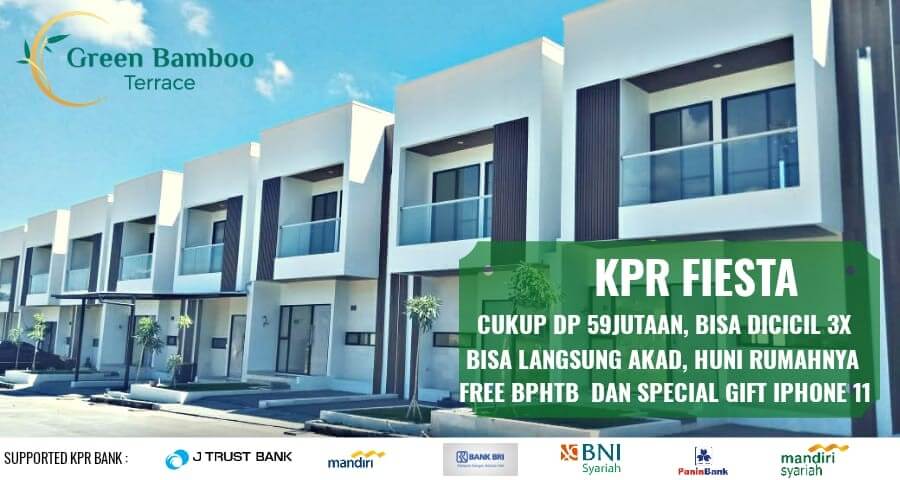 Green Bamboo
Terrace
KPR FIESTA
CUKUP DP 59JUTAAN, BISA DICICIL 3X
BISA LANGSUNG AKAD, HUNI RUMAHNYA
FREE BPHTB DAN SPECIAL GIFT IPHONE 11
SUPPORTED KPR BANK :
J TRUST BANK
mandiri
BANK BRI
BNI
Syariah
PaninBank
mandiri
syariah